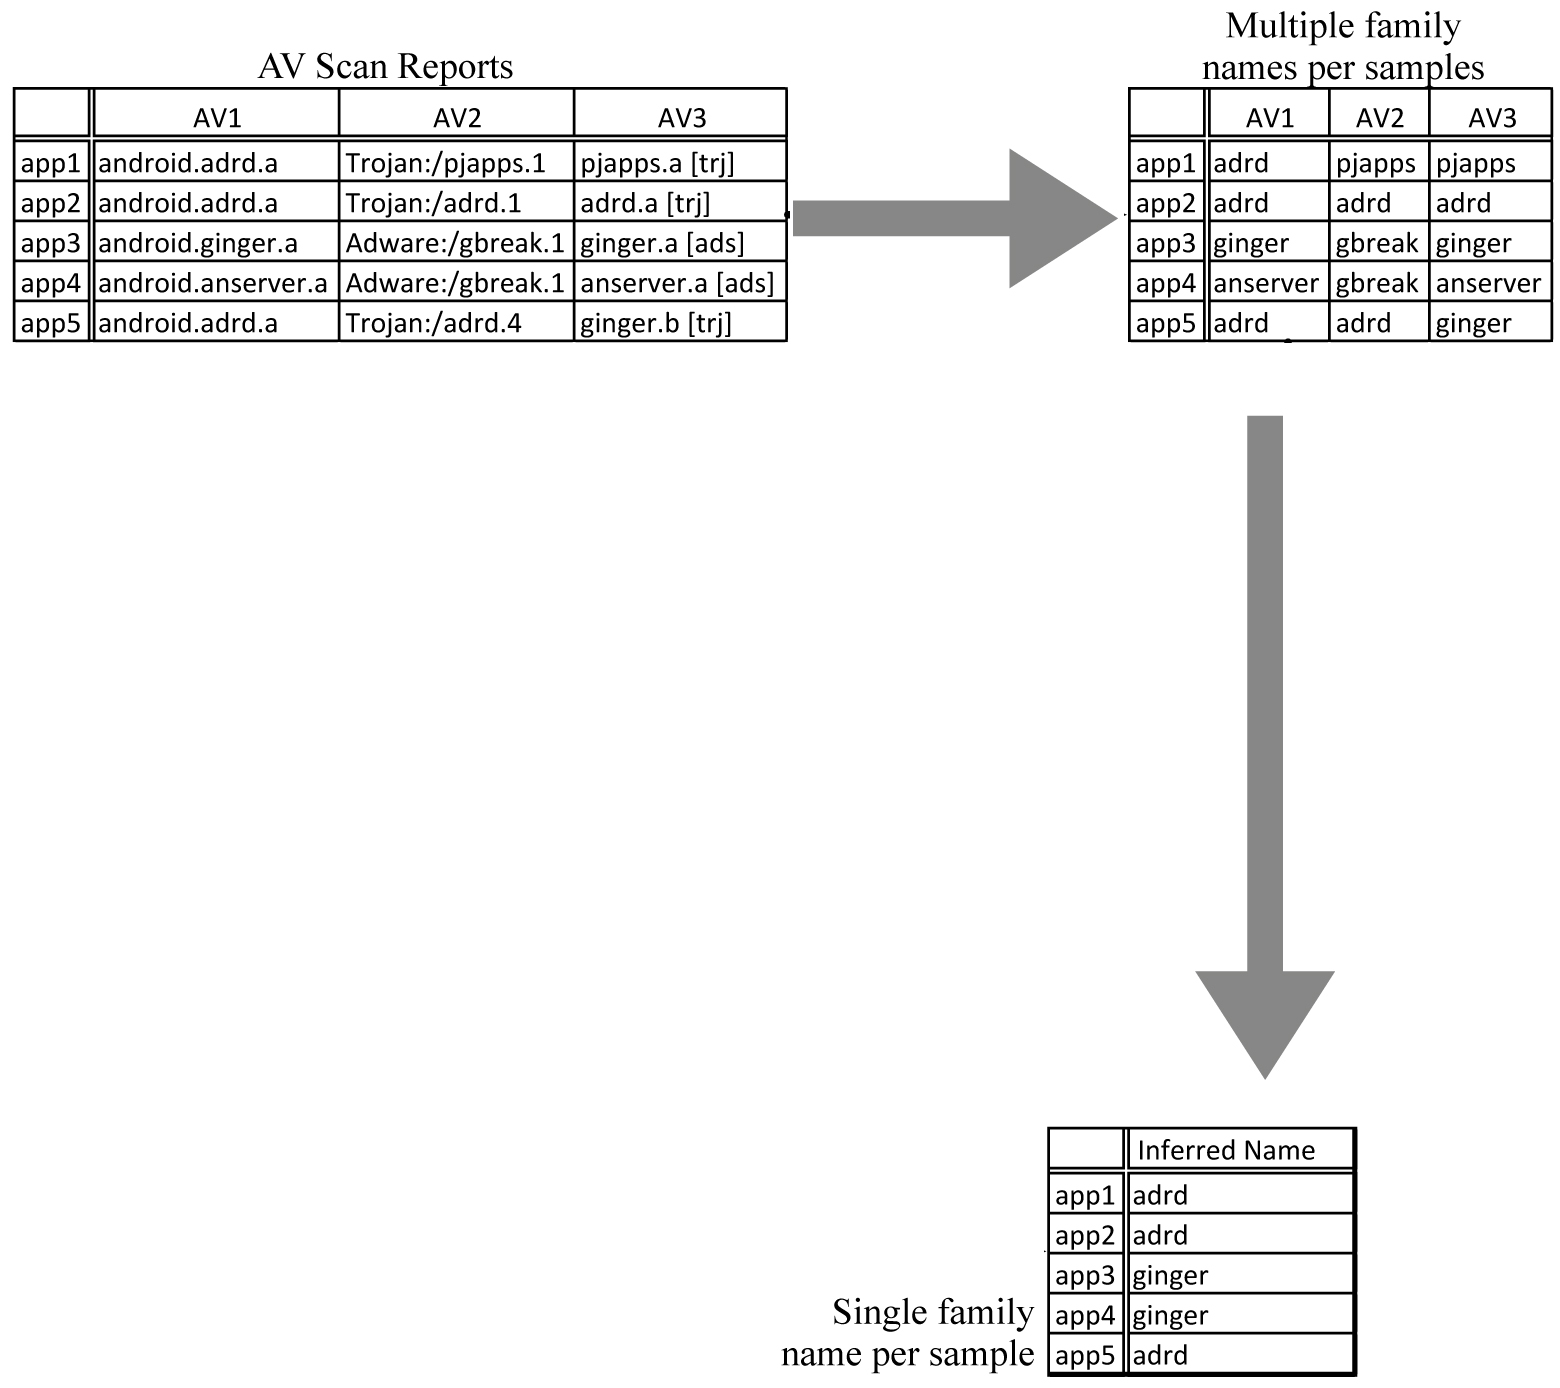 AV Scan Reports
AV1 AV2 AV3
app1 android.adrd.a Trojan:/pjapps.1 pjapps.a [trj]
app2 android.adrd.a Trojan:/adrd.1 adrd.a [trj]
app3 android.ginger.a Adware:/gbreak.1 ginger.a [ads]
app4 android.anserver.a Adware:/gbreak.1 anserver.a [ads]
app5 android.adrd.a Trojan:/adrd.4 ginger.b [trj]
Multiple family
names per samples
AV1 AV2 AV3
app1 adrd pjapps pjapps
app2 adrd adrd adrd
app3 ginger gbreak ginger
app4 anserver gbreak anserver
app5 adrd adrd ginger
Inferred Name
app1 adrd
app2 adrd
app3 ginger
app4 ginger
app5 adrd
Single family
name per sample